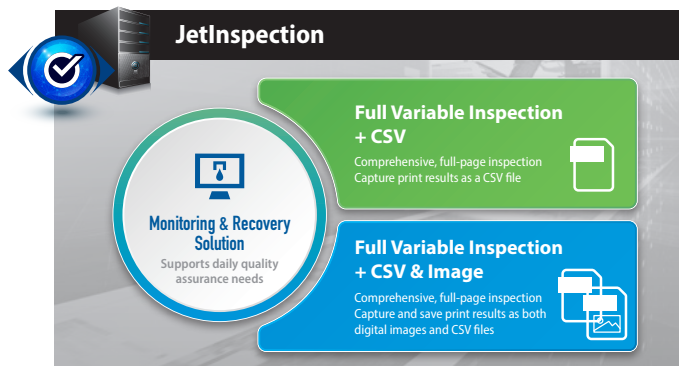 JetInspection
Full Variable Inspection
+ CSV
Comprehensive, full-page inspection
Capture print results as a CSV file
Monitoring & Recovery
Solution
Supports daily quality
assurance needs
Full Variable Inspection
+ CSV & Image
Comprehensive, full-page inspection
Capture and save print results as both
digital images and CSV files